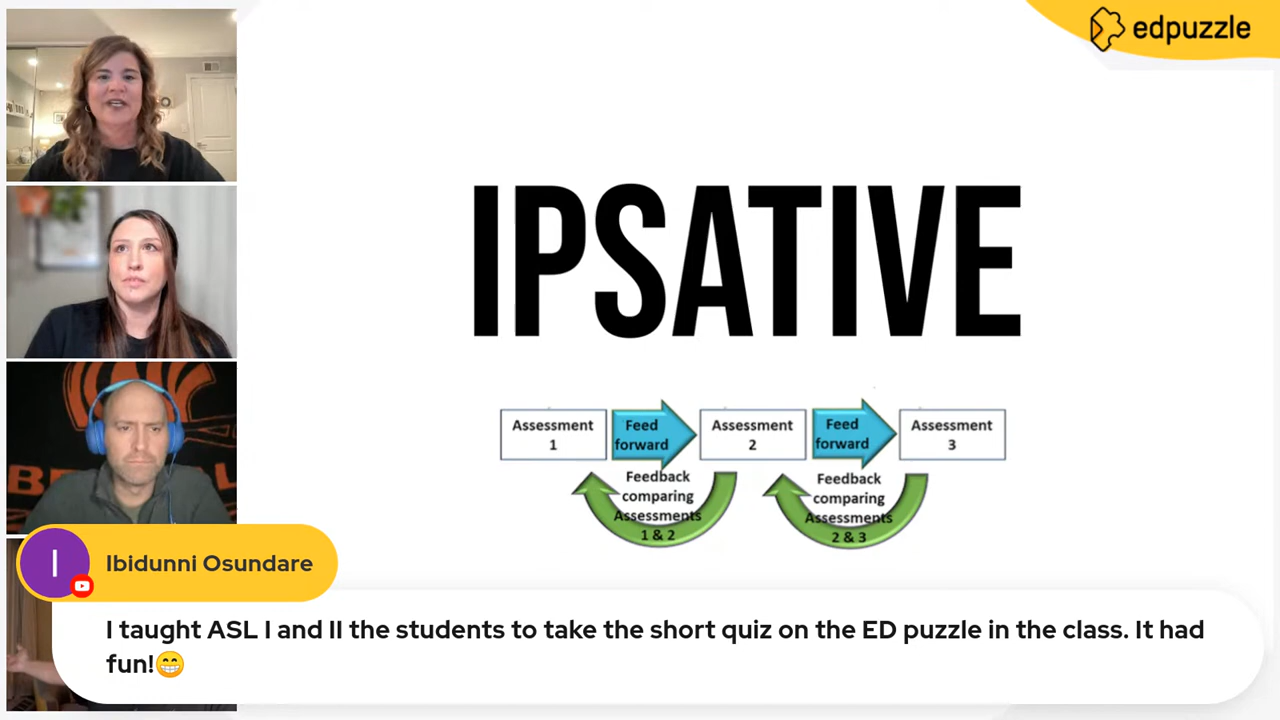 edpuzzle
IPSATIVE
Assessment
1
Feed
forward
Assessment
2
Feed
forward
Assessment
3
Feedback
comparing
Assessments
1 & 2
Feedback
comparing
Assessments
2 & 3
I
Ibidunni Osundare
I taught ASL I and II the students to take the short quiz on the ED puzzle in the class. It had
fun!😁